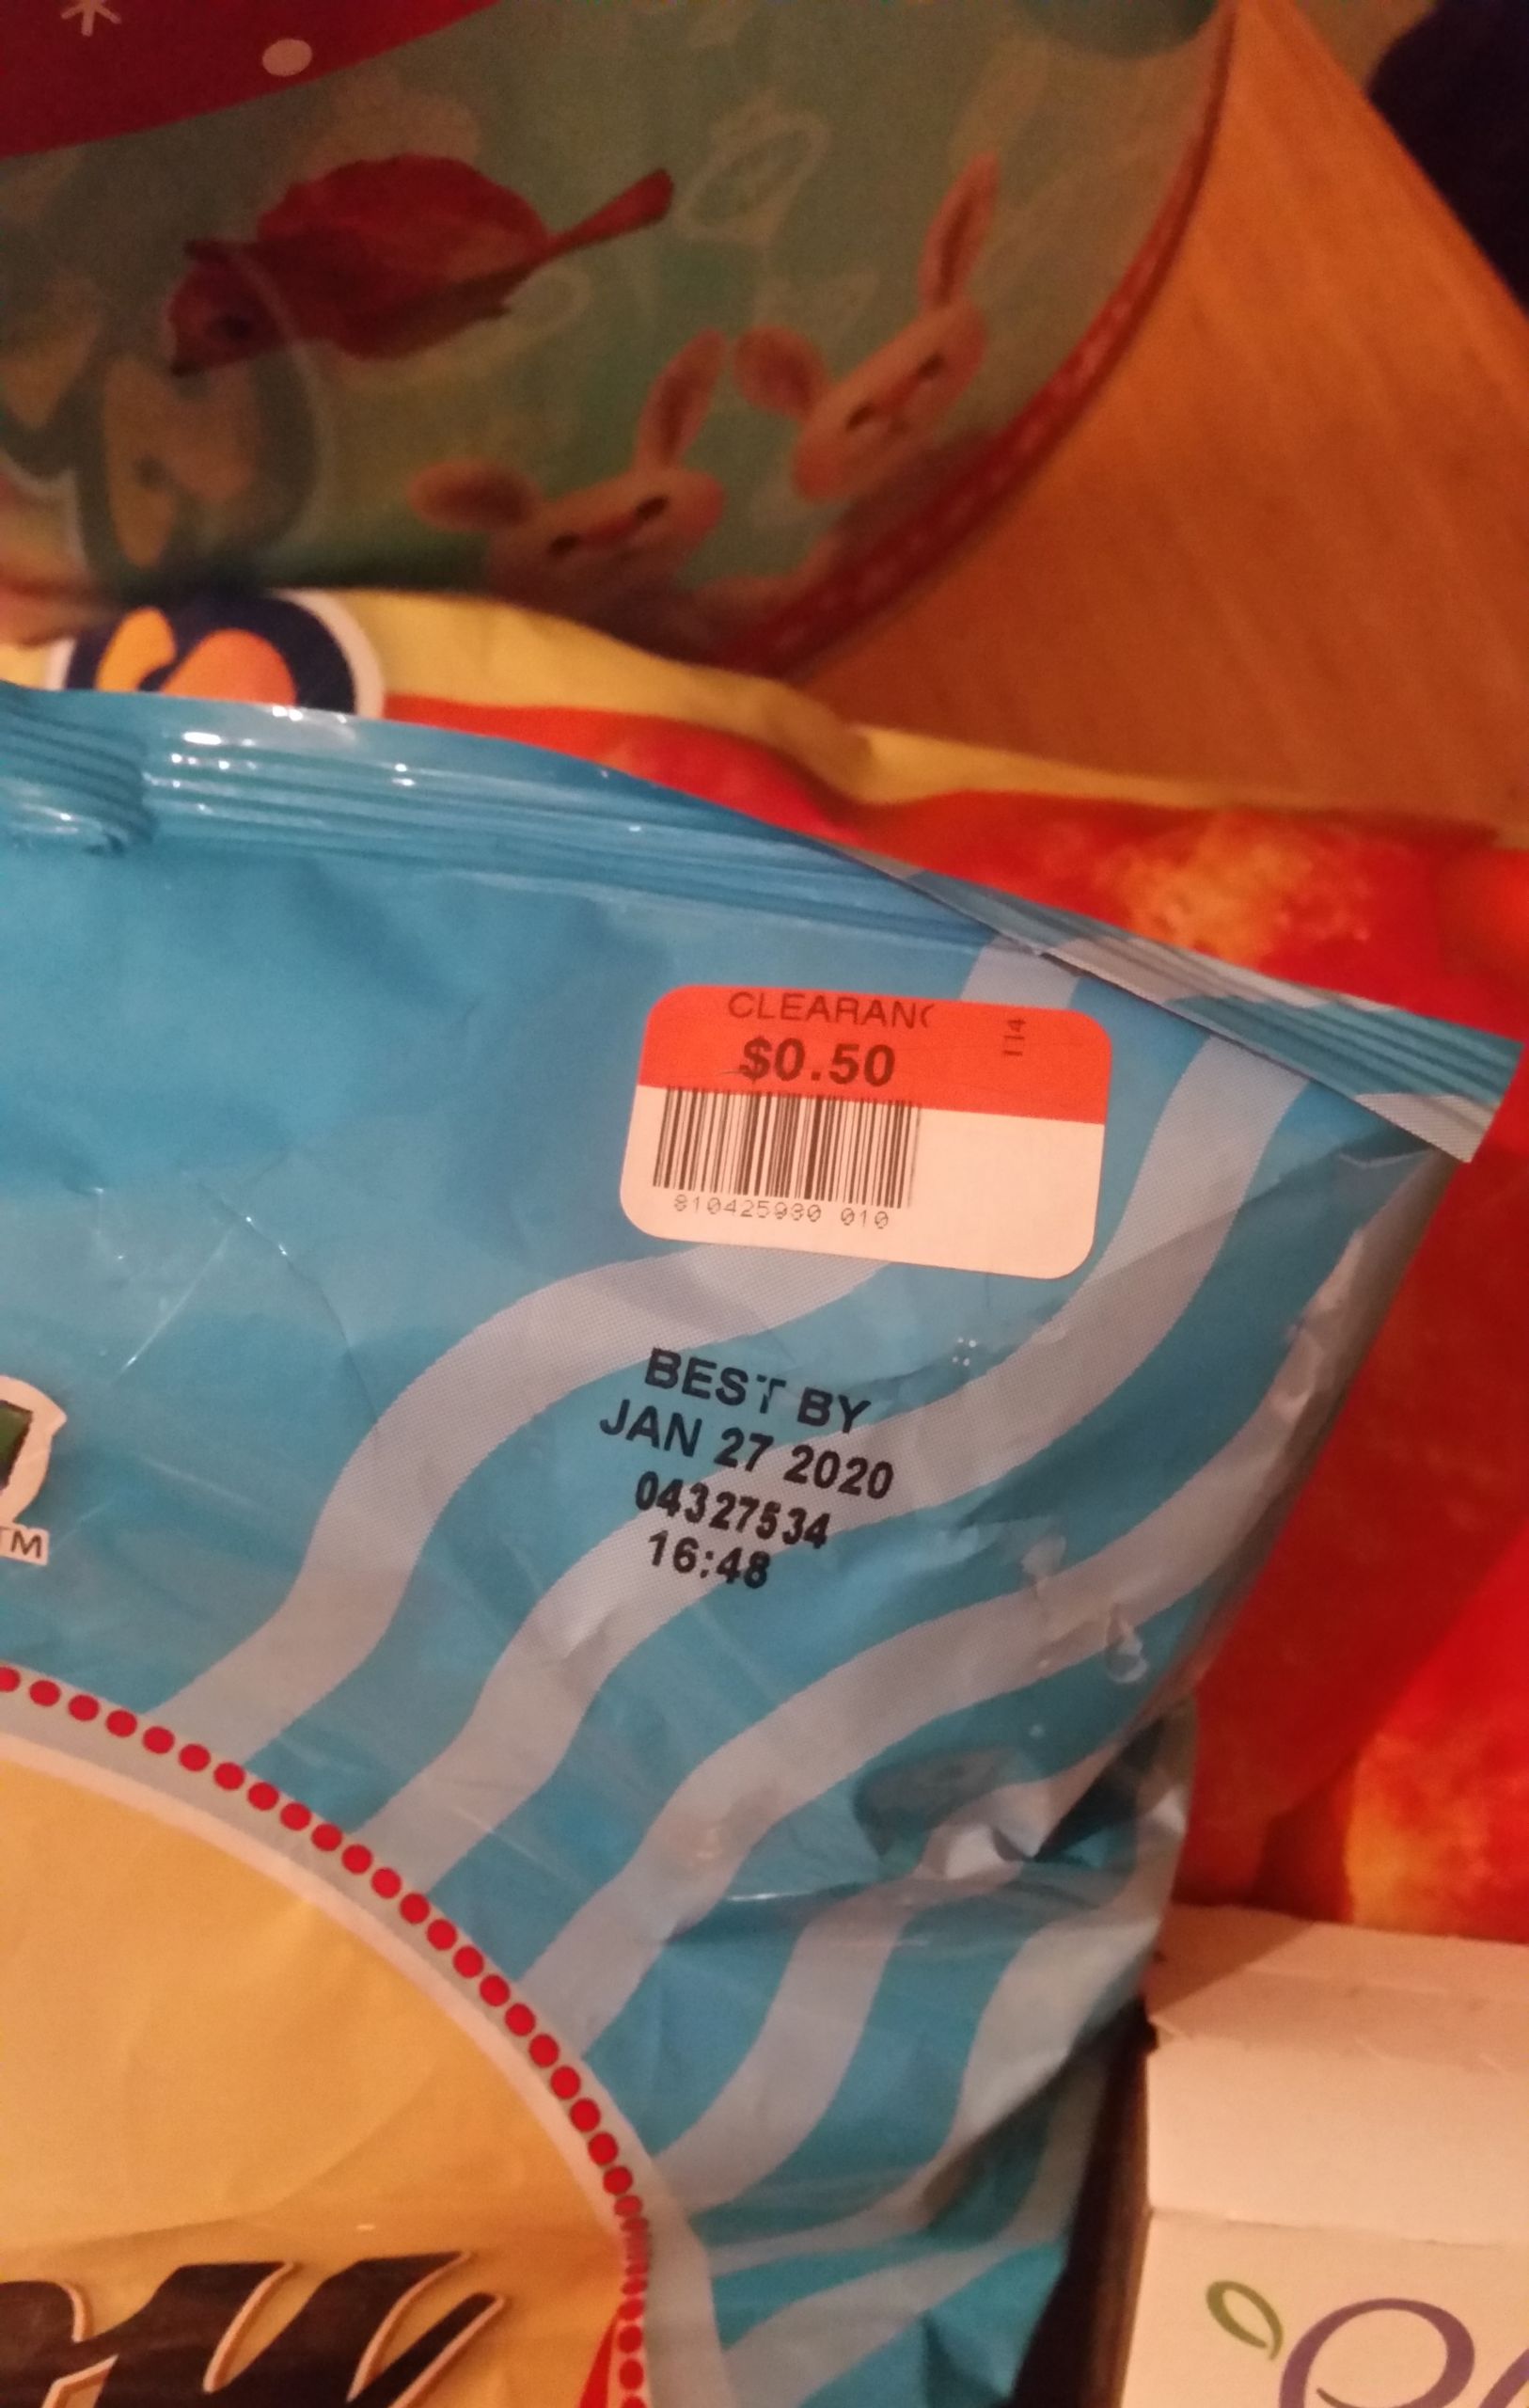 CLEARANC
$0.50
114
810425980 010
BEST BY
JAN 27 2020
04327534
16:48
TM